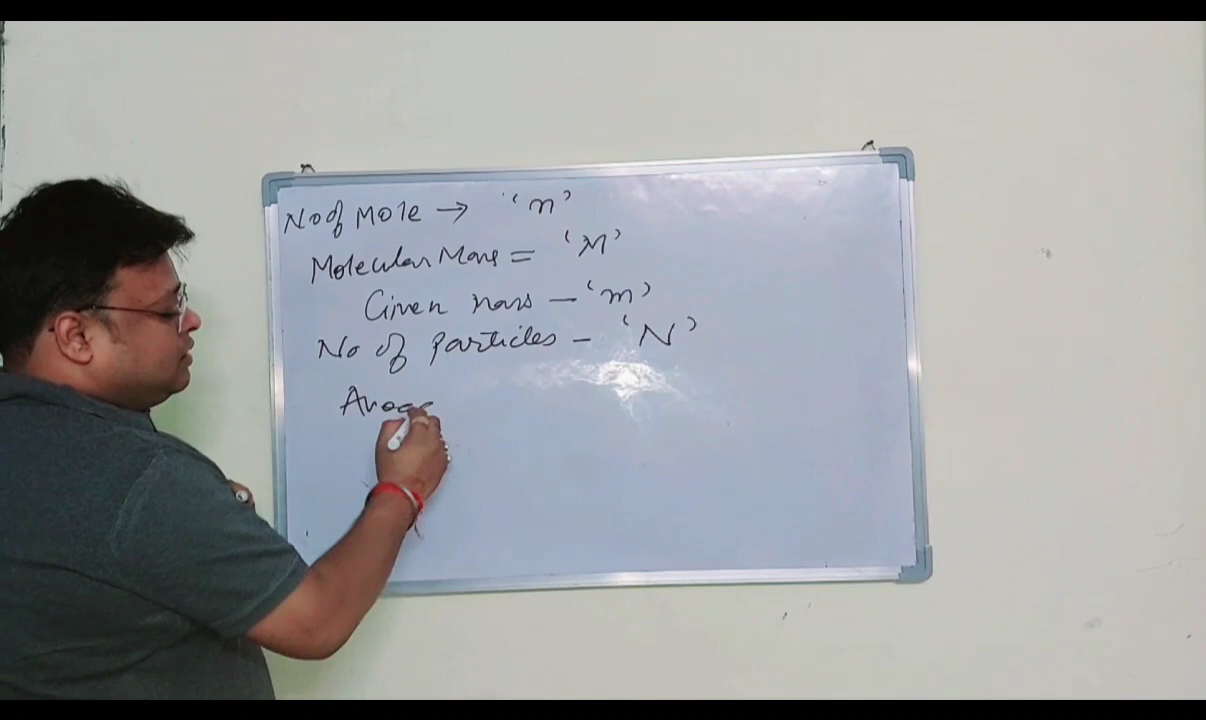 No of Mole → 'n'
Molecular Mass = 'M'
Given mass – 'm'
No of particles – 'N'